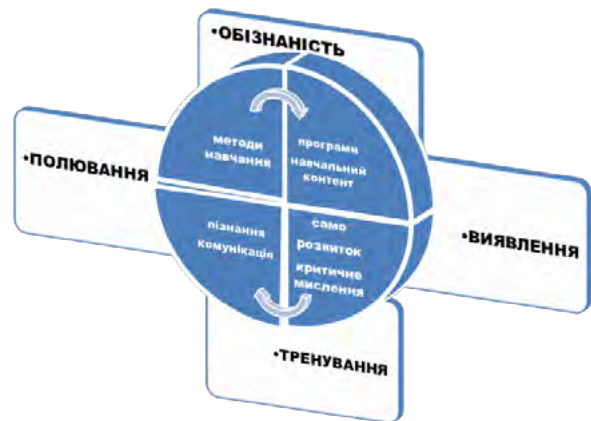 •ОБІЗНАНІСТЬ
методи
навчання
програми
навчальний
контент
•ПОЛЮВАННЯ
пізнання
комунікація
само
розвиток
критичне
мислення
•ВИЯВЛЕННЯ
•ТРЕНУВАННЯ